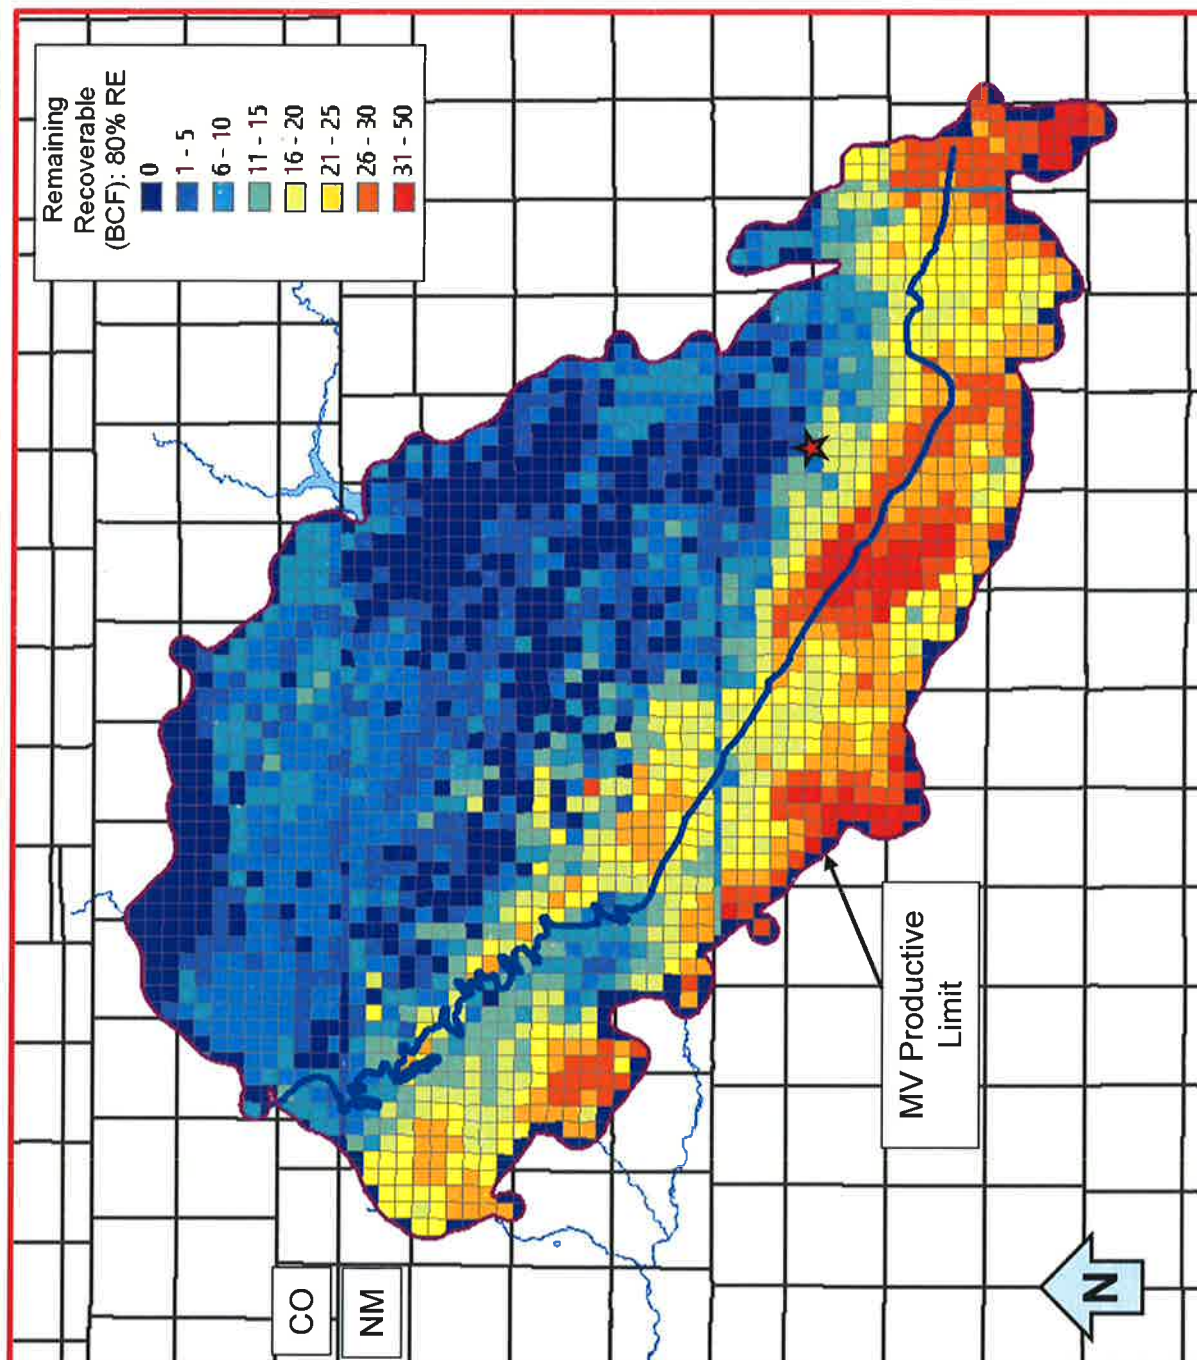 Remaining
Recoverable
(BCF): 80% RE
0
1 - 5
6 - 10
11 - 15
16 - 20
21 - 25
26 - 30
31 - 50
CO
NM
MV Productive
Limit
N